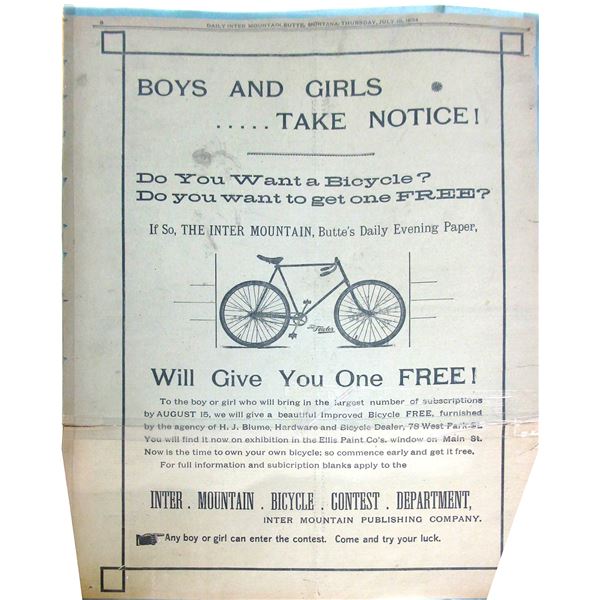 8 DAILY INTER MOUNTAIN, BUTTE, MONTANA, THURSDAY, JULY
BOYS AND GIRLS
.....TAKE NOTICE!
Do You Want a Bicycle?
Do you want to get one FREE?
If So, THE INTER MOUNTAIN, Butte's Daily Evening Paper,
Will Give You One FREE!
To the boy or girl who will bring in the largest number of subscriptions
by AUGUST 15, we will give a beautiful Improved Bicycle FREE, furnished
by the agency of H. J. Blume, Hardware and Bicycle Dealer, 78 West Park St.
You will find it now on exhibition in the Ellis Paint Co's. window on Main St.
Now is the time to own your own bicycle; so commence early and get it free.
For full information and subicription blanks apply to the
INTER . MOUNTAIN . BICYCLE . CONTEST . DEPARTMENT,
INTER MOUNTAIN PUBLISHING COMPANY.
Any boy or girl can enter the contest. Come and try your luck.